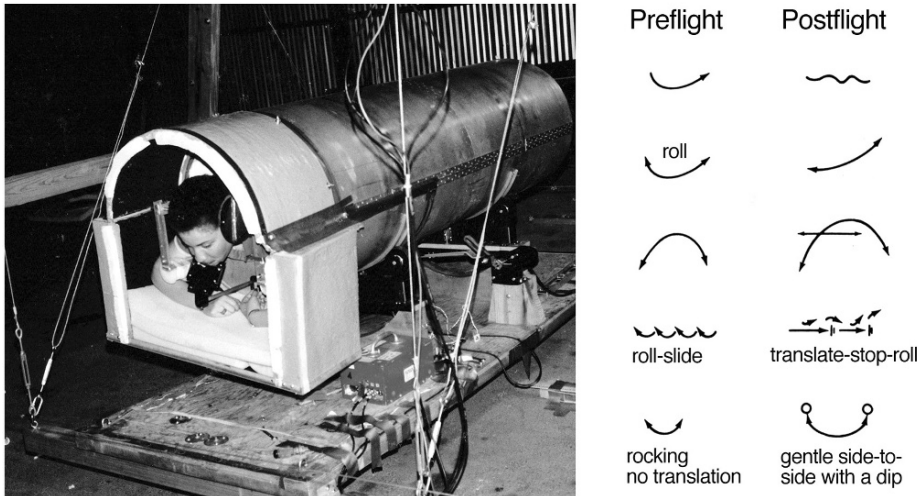 Preflight
Postflight
roll
roll-slide
translate-stop-roll
rocking
no translation
gentle side-to-
side with a dip